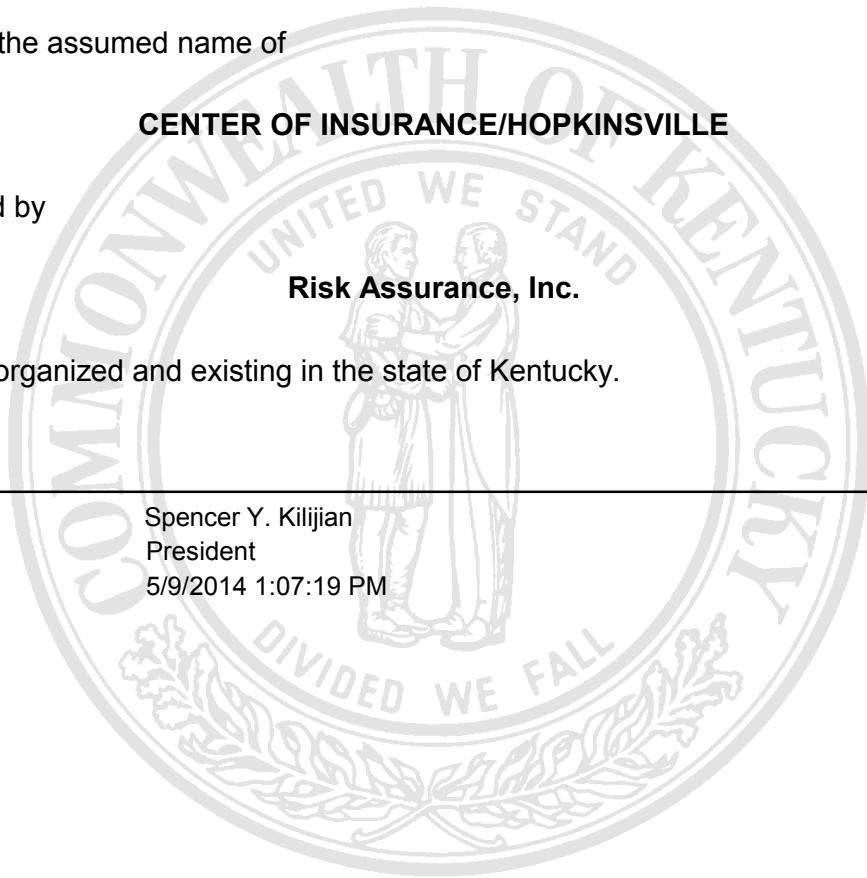 the assumed name of
CENTER OF INSURANCE/HOPKINSVILLE
d by
Risk Assurance, Inc.
organized and existing in the state of Kentucky.
Spencer Y. Kilijian
President
5/9/2014 1:07:19 PM
COMMONWEALTH OF KENTUCKY
UNITED WE STAND
DIVIDED WE FALL